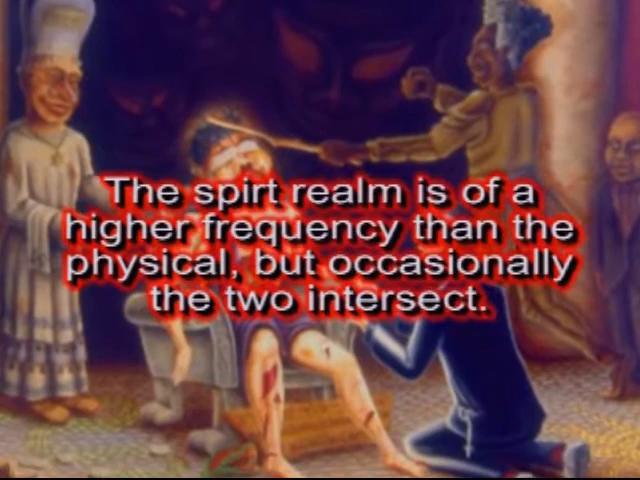 The spirt realm is of a
higher frequency than the
physical, but occasionally
the two intersect.